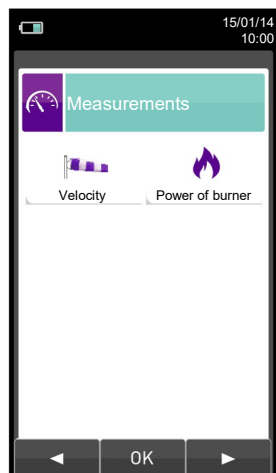 15/01/14
10:00
Measurements
Velocity Power of burner
◄ OK ►